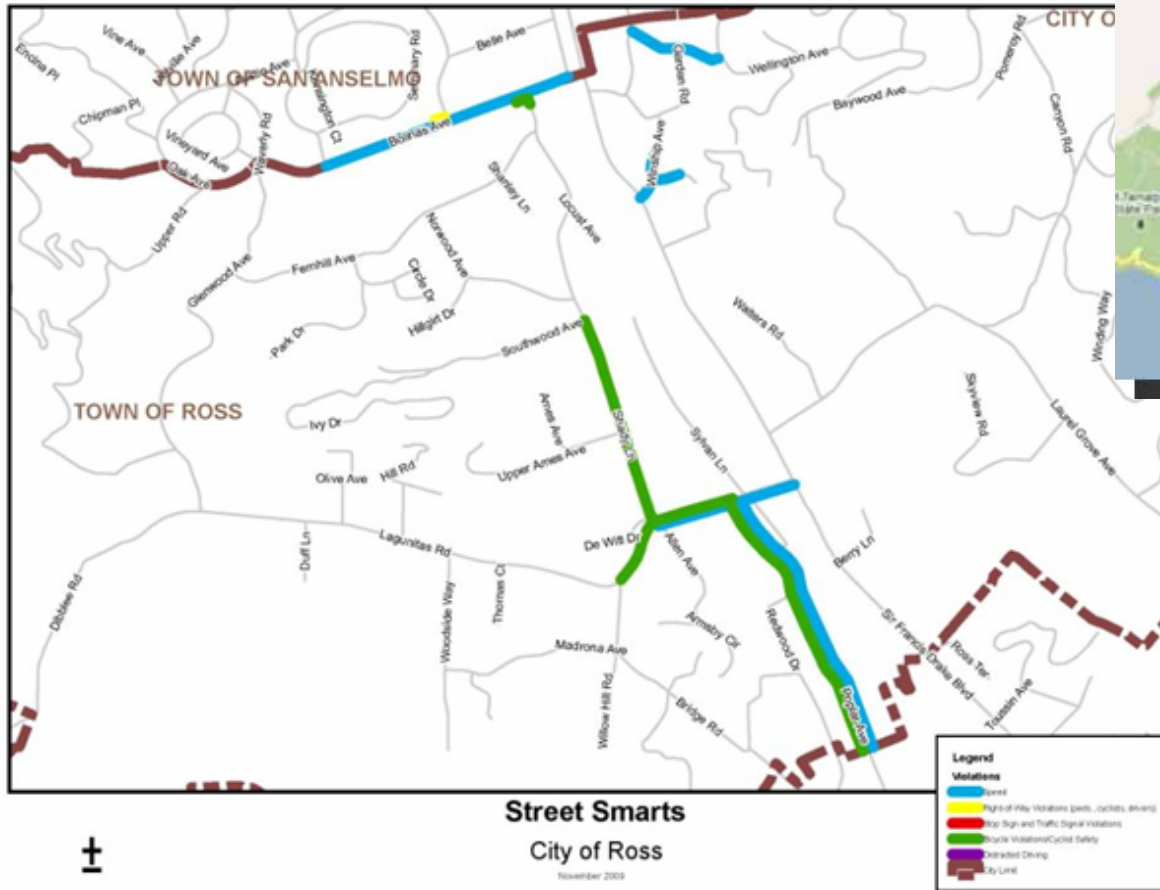 CITY O
Vine Ave
Encina Pl
TOWN OF SAN ANSELMO
Belle Ave
Garden Rd
Wellington Ave
Pomeroy Rd
Baywood Ave
Canyon Rd
Chipman Pl
Vineyard Ave
Waverly Rd
Oak Ave
Bolinas Ave
Winship Ave
Shanley Ln
Locust Ave
Upper Rd
Norwood Ave
Fernhill Ave
Glenwood Ave
Circle Dr
Hillgirt Dr
Park Dr
Southwood Ave
Walters Rd
Winding Way
TOWN OF ROSS
Ivy Dr
Ames Ave
Shady Ln
Skyview Rd
Laurel Grove Ave
Sylvan Ln
Upper Ames Ave
Hill Rd
Olive Ave
Lagunitas Rd
De Witt Dr
Allen Ave
Duff Ln
Berry Ln
Dibblee Rd
Thomas Ct
Woodside Way
Armsby Cir
Redwood Dr
Madrona Ave
Sir Francis Drake Blvd
Ross Ter
Toussin Ave
Willow Hill Rd
Bridge Rd
Poplar Ave
Legend
Violations
Speed
Right-of-Way Violations (peds., cyclists, drivers)
Stop Sign and Traffic Signal Violations
Bicycle Violations/Cyclist Safety
Distracted Driving
City Limit
Street Smarts
City of Ross
November 2009